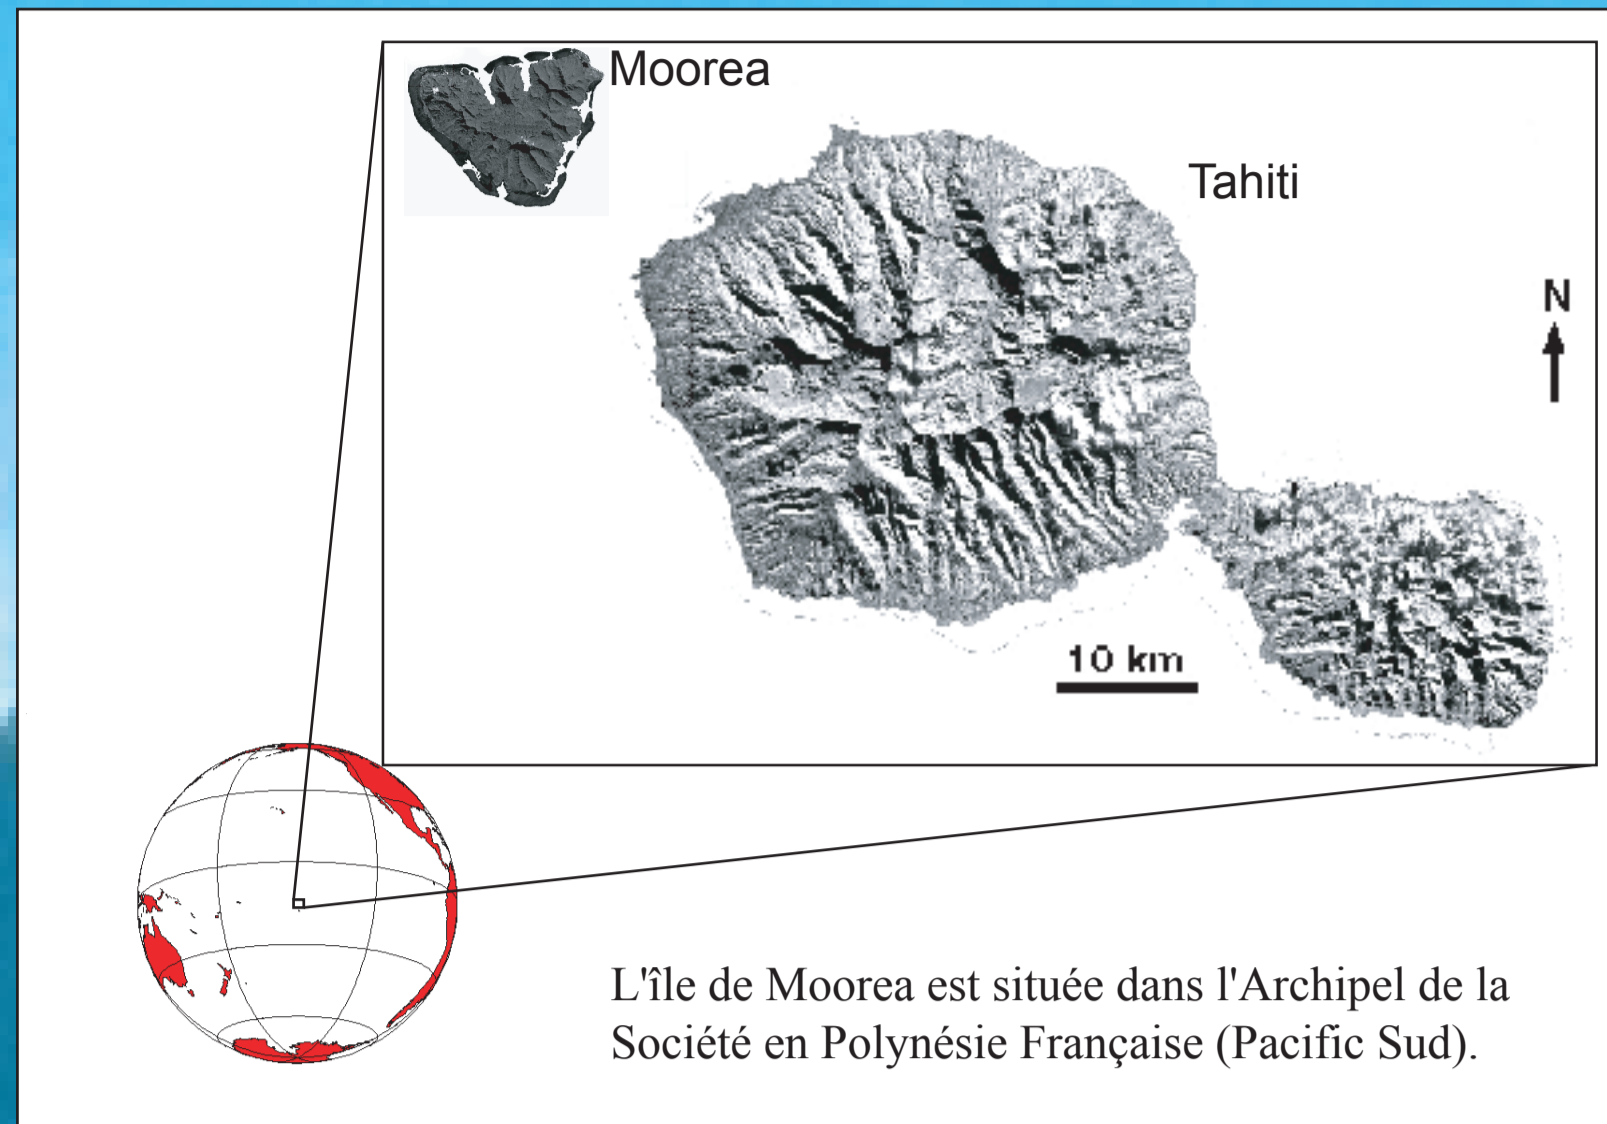 Moorea
Tahiti
N
10 km
L'île de Moorea est située dans l'Archipel de la
Société en Polynésie Française (Pacific Sud).